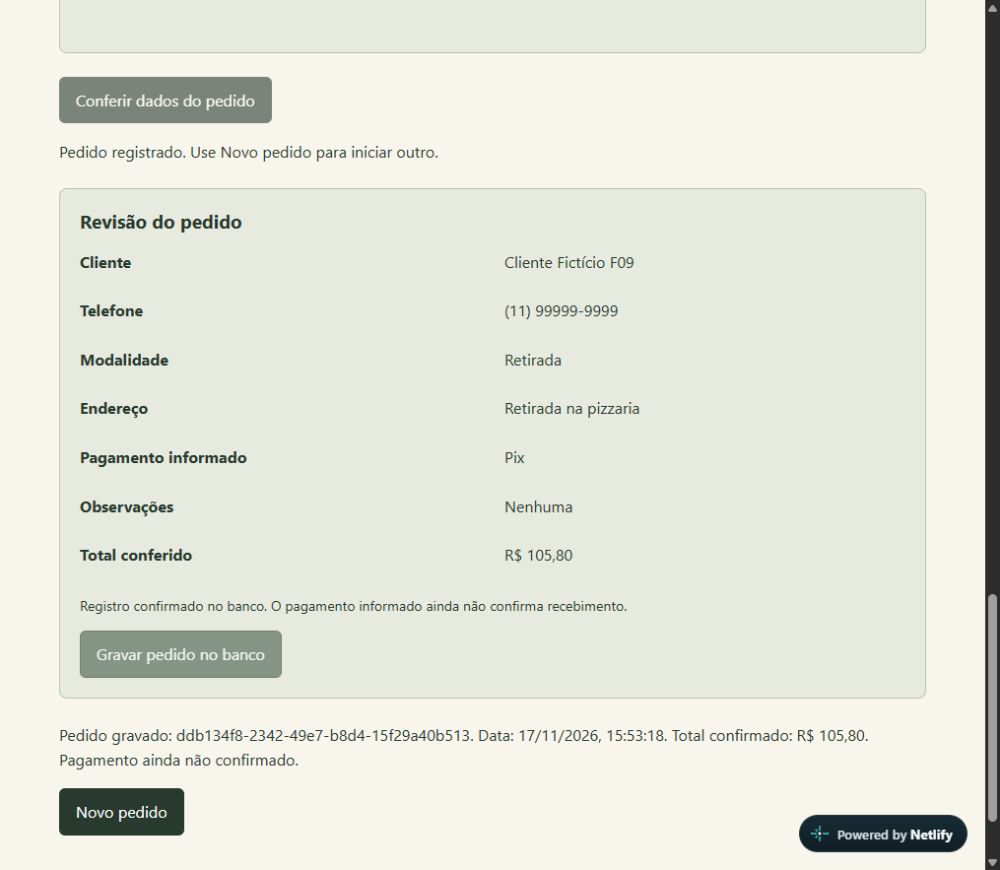 Conferir dados do pedido
Pedido registrado. Use Novo pedido para iniciar outro.
Revisão do pedido
Cliente Cliente Fictício F09
Telefone (11) 99999-9999
Modalidade Retirada
Endereço Retirada na pizzaria
Pagamento informado Pix
Observações Nenhuma
Total conferido R$ 105,80
Registro confirmado no banco. O pagamento informado ainda não confirma recebimento.
Gravar pedido no banco
Pedido gravado: ddb134f8-2342-49e7-b8d4-15f29a40b513. Data: 17/11/2026, 15:53:18. Total confirmado: R$ 105,80.
Pagamento ainda não confirmado.
Novo pedido
Powered by Netlify